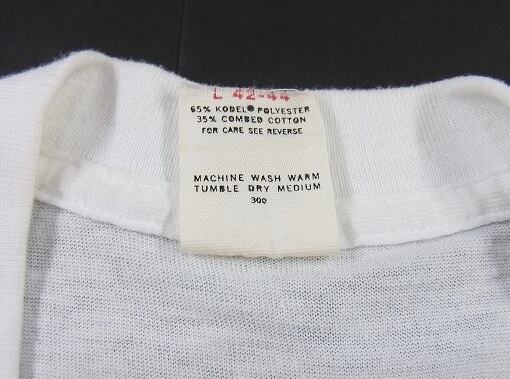 L 42-44
65% KODEL® POLYESTER
35% COMBED COTTON
FOR CARE SEE REVERSE
MACHINE WASH WARM
TUMBLE DRY MEDIUM
300